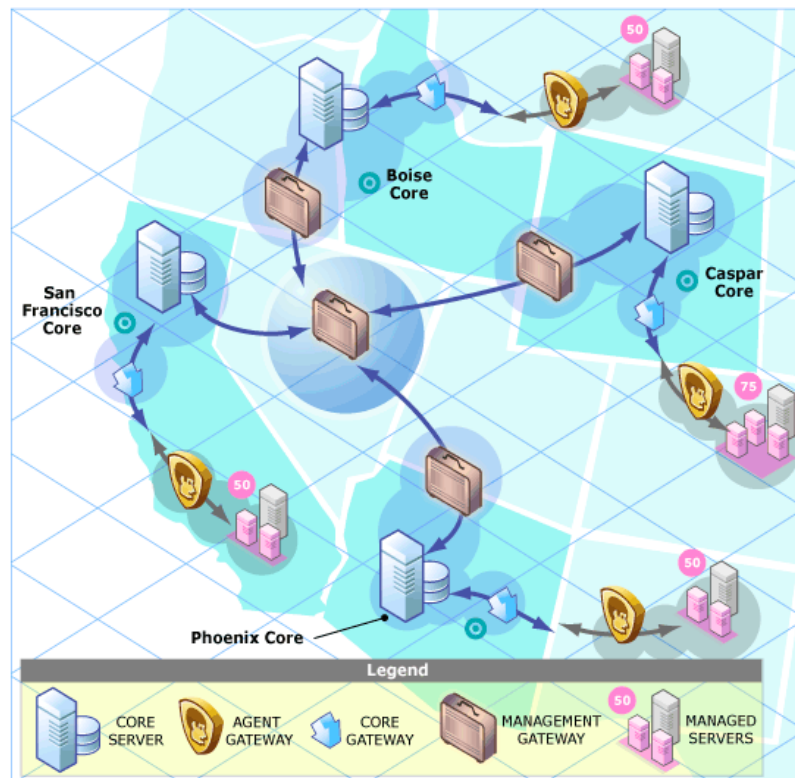 50
Boise
Core
San
Francisco
Core
Caspar
Core
75
50
50
Phoenix Core
Legend
CORE
SERVER
AGENT
GATEWAY
CORE
GATEWAY
MANAGEMENT
GATEWAY
50
MANAGED
SERVERS